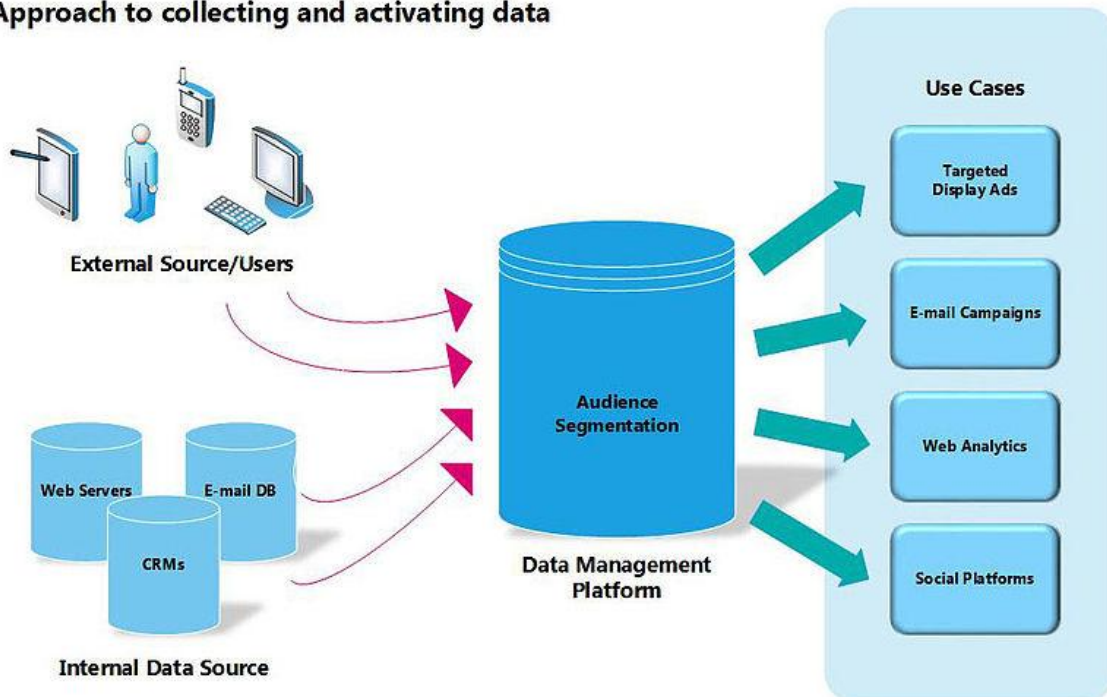 Approach to collecting and activating data
External Source/Users
Web Servers
E-mail DB
CRMs
Internal Data Source
Audience
Segmentation
Data Management
Platform
Use Cases
Targeted
Display Ads
E-mail Campaigns
Web Analytics
Social Platforms